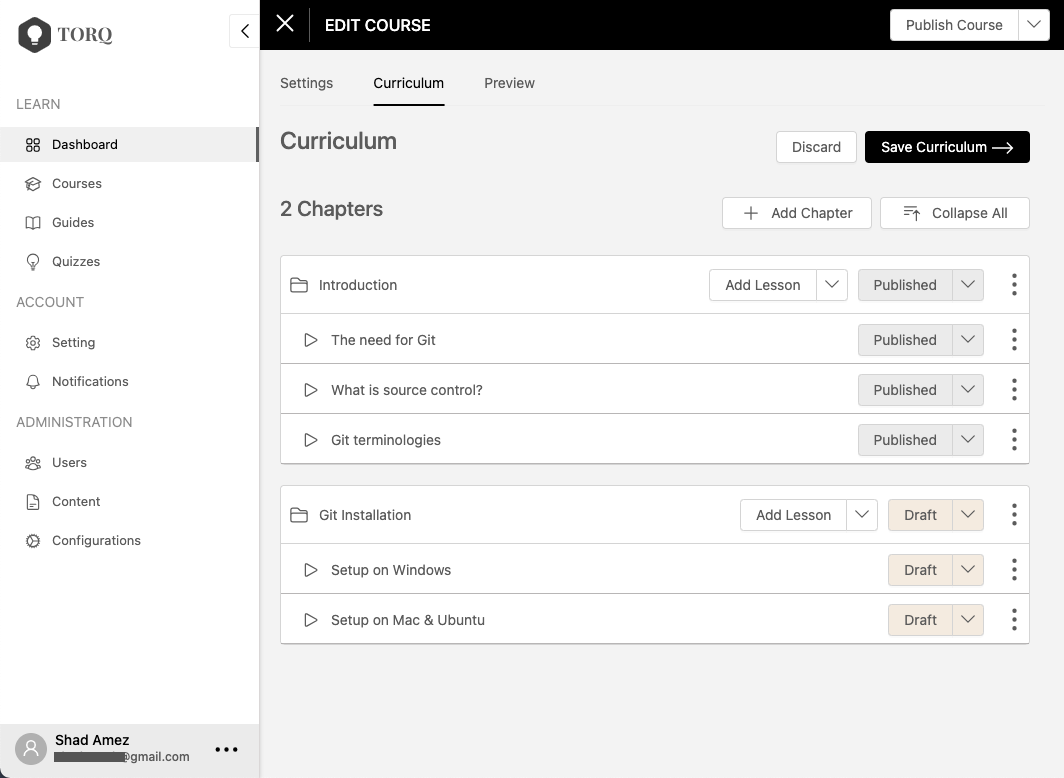 TORQ
EDIT COURSE
Publish Course
LEARN
Dashboard
Courses
Guides
Quizzes
ACCOUNT
Setting
Notifications
ADMINISTRATION
Users
Content
Configurations
Shad Amez
@gmail.com
Settings Curriculum Preview
Curriculum
Discard
Save Curriculum
2 Chapters
Add Chapter
Collapse All
Introduction Add Lesson Published
The need for Git Published
What is source control? Published
Git terminologies Published
Git Installation Add Lesson Draft
Setup on Windows Draft
Setup on Mac & Ubuntu Draft